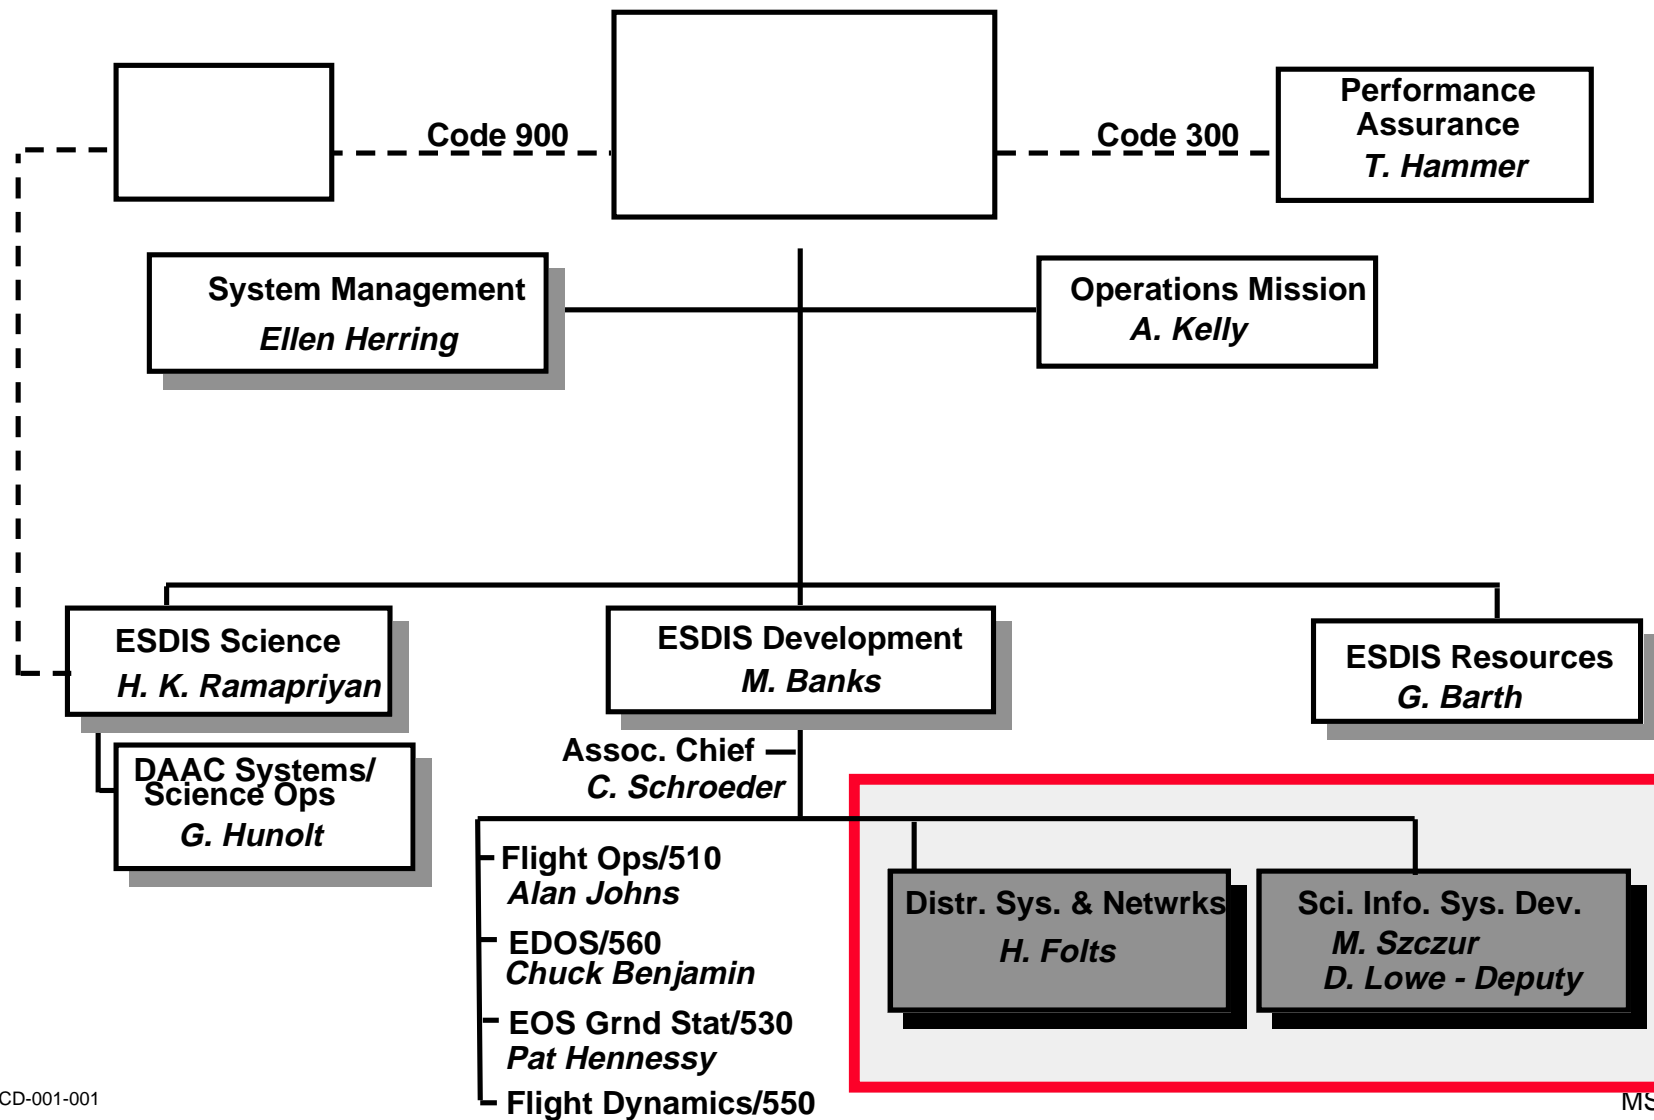 Code 900
Code 300
Performance
Assurance
T. Hammer
System Management
Ellen Herring
Operations Mission
A. Kelly
ESDIS Science
H. K. Ramapriyan
ESDIS Development
M. Banks
ESDIS Resources
G. Barth
DAAC Systems/
Science Ops
G. Hunolt
Assoc. Chief
C. Schroeder
Flight Ops/510
Alan Johns
EDOS/560
Chuck Benjamin
EOS Grnd Stat/530
Pat Hennessy
Flight Dynamics/550
Distr. Sys. & Netwrks
H. Folts
Sci. Info. Sys. Dev.
M. Szczur
D. Lowe - Deputy
CD-001-001
MS